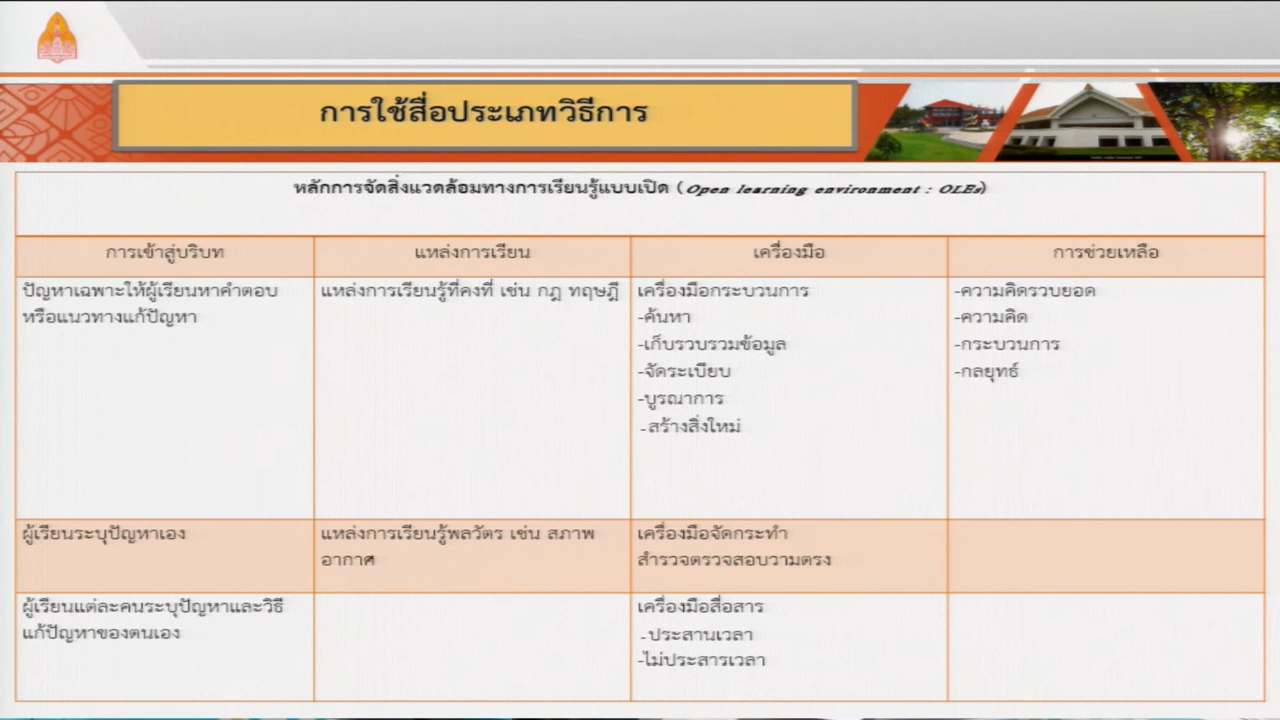 การใช้สื่อประเภทวิธีการ
หลักการจัดสิ่งแวดล้อมทางการเรียนรู้แบบเปิด (Open learning environment : OLEs)
การเข้าสู่บริบท
แหล่งการเรียน
เครื่องมือ
การช่วยเหลือ
ปัญหาเฉพาะให้ผู้เรียนหาคำตอบ
หรือแนวทางแก้ปัญหา
แหล่งการเรียนรู้ที่คงที่ เช่น กฎ ทฤษฎี
เครื่องมือกระบวนการ
-ค้นหา
-เก็บรวบรวมข้อมูล
-จัดระเบียบ
-บูรณาการ
-สร้างสิ่งใหม่
-ความคิดรวบยอด
-ความคิด
-กระบวนการ
-กลยุทธ์
ผู้เรียนระบุปัญหาเอง
แหล่งการเรียนรู้พลวัตร เช่น สภาพ
อากาศ
เครื่องมือจัดกระทำ
สำรวจตรวจสอบวามตรง
ผู้เรียนแต่ละคนระบุปัญหาและวิธี
แก้ปัญหาของตนเอง
เครื่องมือสื่อสาร
-ประสานเวลา
-ไม่ประสารเวลา